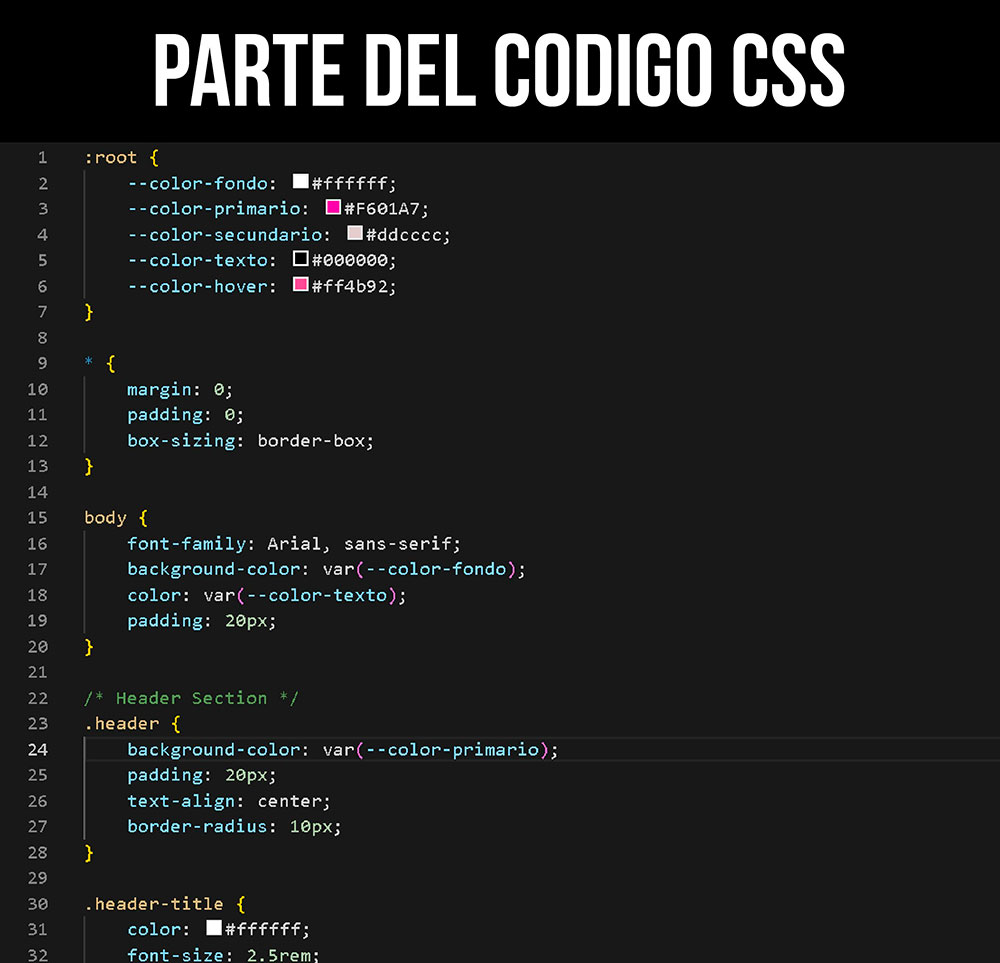 PARTE DEL CODIGO CSS
1 :root {
2 --color-fondo: #ffffff;
3 --color-primario: #F601A7;
4 --color-secundario: #ddcccc;
5 --color-texto: #000000;
6 --color-hover: #ff4b92;
7 }
8
9 * {
10 margin: 0;
11 padding: 0;
12 box-sizing: border-box;
13 }
14
15 body {
16 font-family: Arial, sans-serif;
17 background-color: var(--color-fondo);
18 color: var(--color-texto);
19 padding: 20px;
20 }
21
22 /* Header Section */
23 .header {
24 background-color: var(--color-primario);
25 padding: 20px;
26 text-align: center;
27 border-radius: 10px;
28 }
29
30 .header-title {
31 color: #ffffff;
32 font-size: 2.5rem;